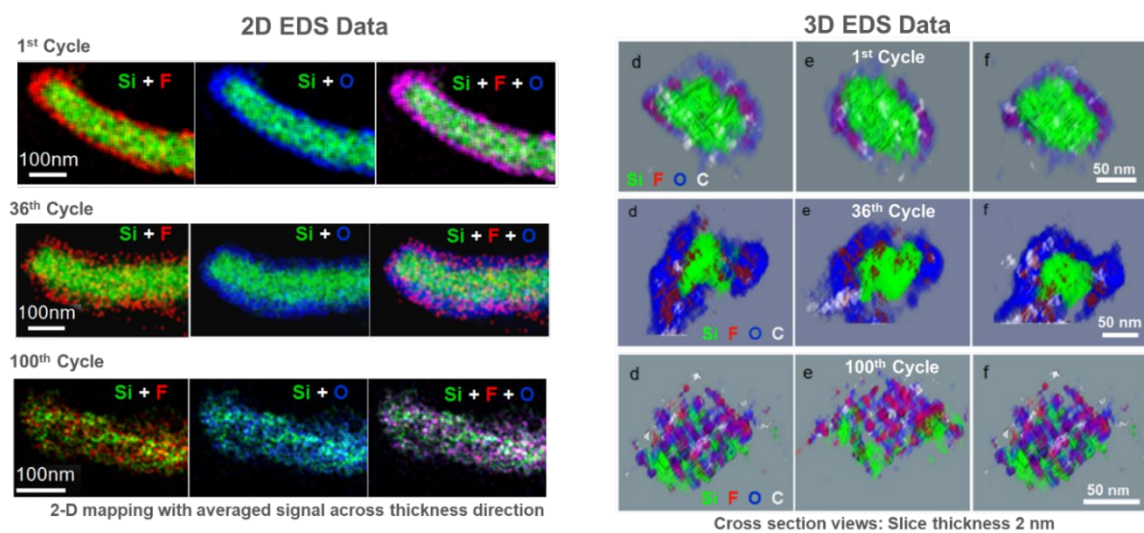 2D EDS Data
1st Cycle
Si + F
Si + O
Si + F + O
100nm
36th Cycle
Si + F
Si + O
Si + F + O
100nm
100th Cycle
Si + F
Si + O
Si + F + O
100nm
2-D mapping with averaged signal across thickness direction
3D EDS Data
d
e
1st Cycle
f
Si F O C
50 nm
d
e
36th Cycle
f
Si F O C
50 nm
d
e
100th Cycle
f
Si F O C
50 nm
Cross section views: Slice thickness 2 nm